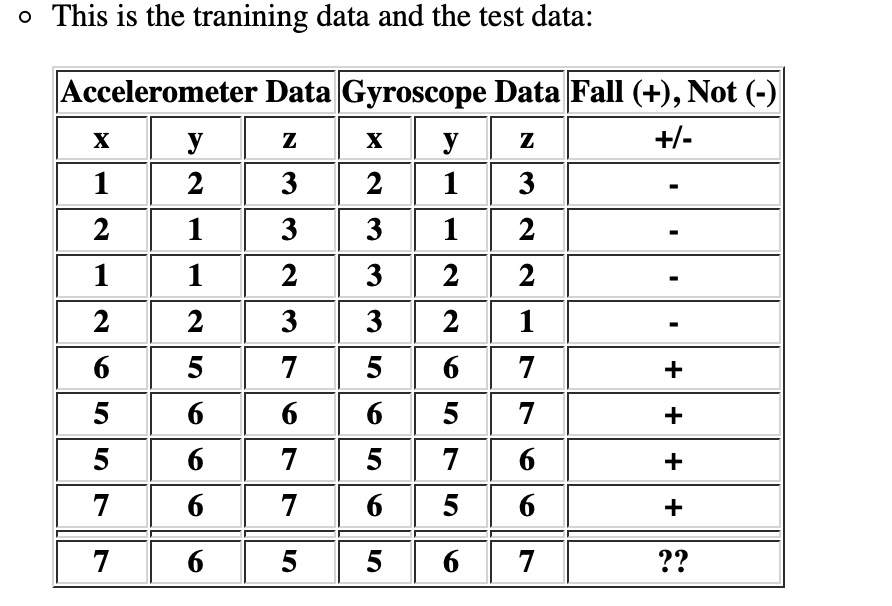 This is the tranining data and the test data:
Accelerometer Data Gyroscope Data Fall (+), Not (-)
x y z x y z +/-
1 2 3 2 1 3 -
2 1 3 3 1 2 -
1 1 2 3 2 2 -
2 2 3 3 2 1 -
6 5 7 5 6 7 +
5 6 6 6 5 7 +
5 6 7 5 7 6 +
7 6 7 6 5 6 +
7 6 5 5 6 7 ??